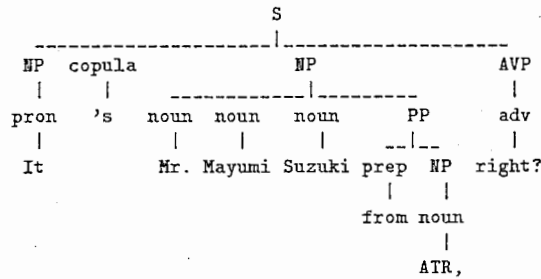 S
NP copula NP AVP
pron 's noun noun noun PP adv
It Mr. Mayumi Suzuki prep NP right?
from noun
ATR,